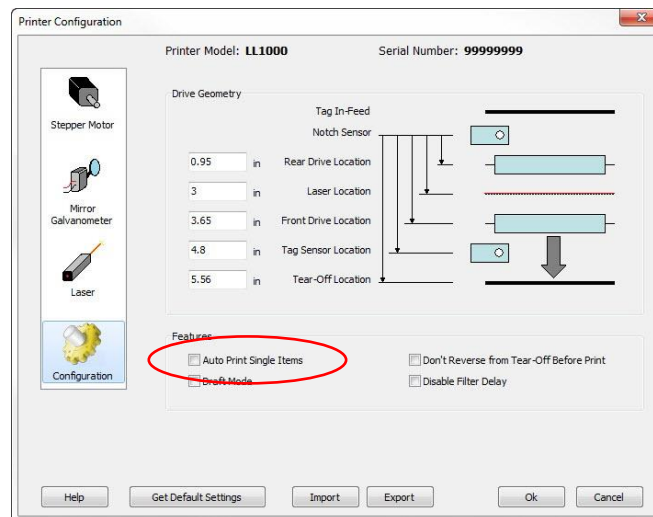 Printer Configuration
Printer Model: LL1000 Serial Number: 99999999
Stepper Motor
Mirror
Galvanometer
Laser
Configuration
Drive Geometry
Tag In-Feed
Notch Sensor
0.95 in Rear Drive Location
3 in Laser Location
3.65 in Front Drive Location
4.8 in Tag Sensor Location
5.56 in Tear-Off Location
Features
Auto Print Single Items Don't Reverse from Tear-Off Before Print
Draft Mode Disable Filter Delay
Help Get Default Settings Import Export Ok Cancel